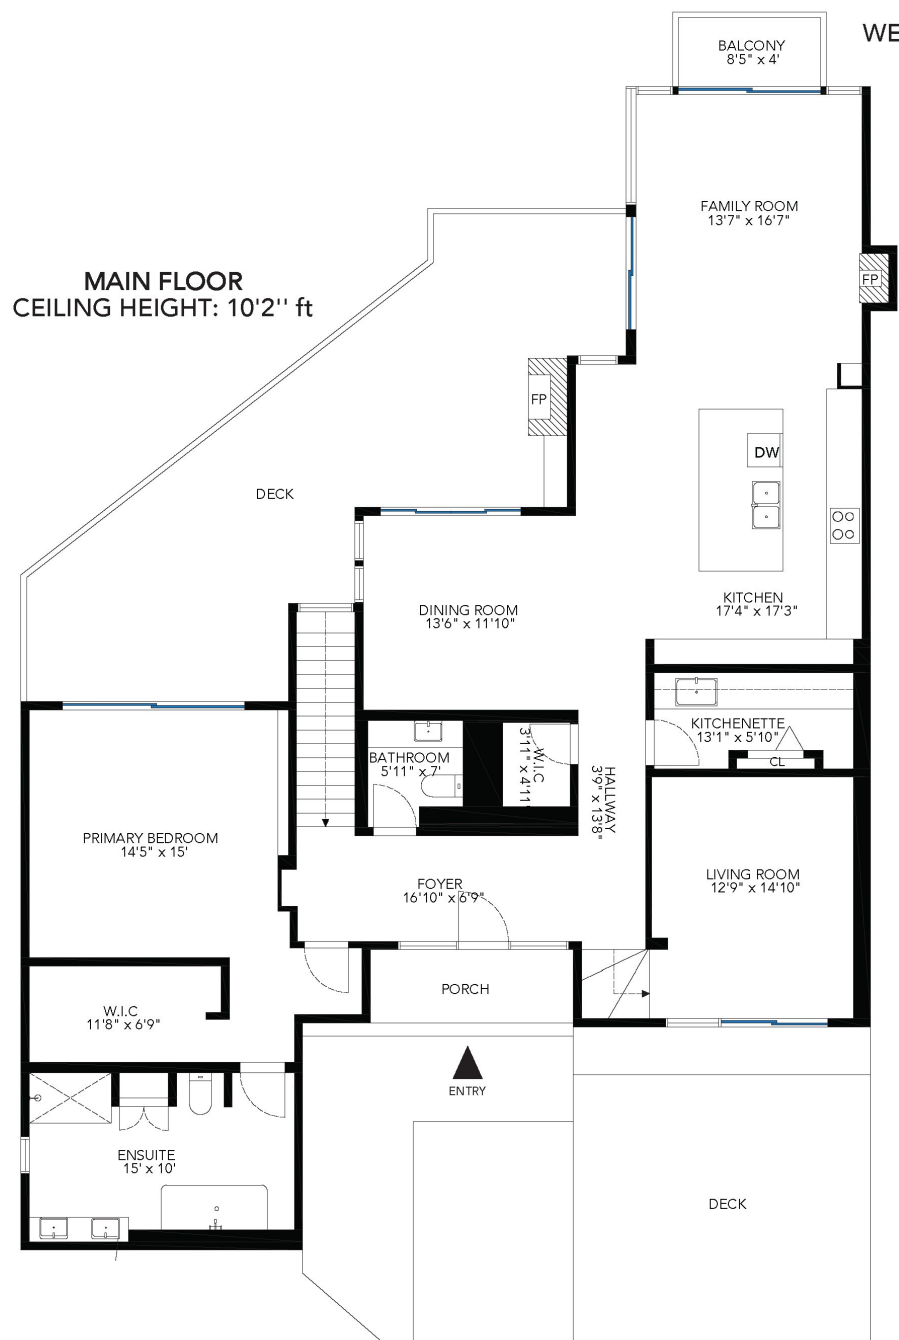 WE
BALCONY
8'5" x 4'
FAMILY ROOM
13'7" x 16'7"
MAIN FLOOR
CEILING HEIGHT: 10'2'' ft
FP
FP
DW
DECK
KITCHEN
17'4" x 17'3"
DINING ROOM
13'6" x 11'10"
KITCHENETTE
13'1" x 5'10"
CL
BATHROOM
5'11" x 7'
W.I.C
3'11" x 4'11"
HALLWAY
3'9" x 13'8"
PRIMARY BEDROOM
14'5" x 15'
FOYER
16'10" x 6'9"
LIVING ROOM
12'9" x 14'10"
PORCH
W.I.C
11'8" x 6'9"
ENTRY
ENSUITE
15' x 10'
DECK